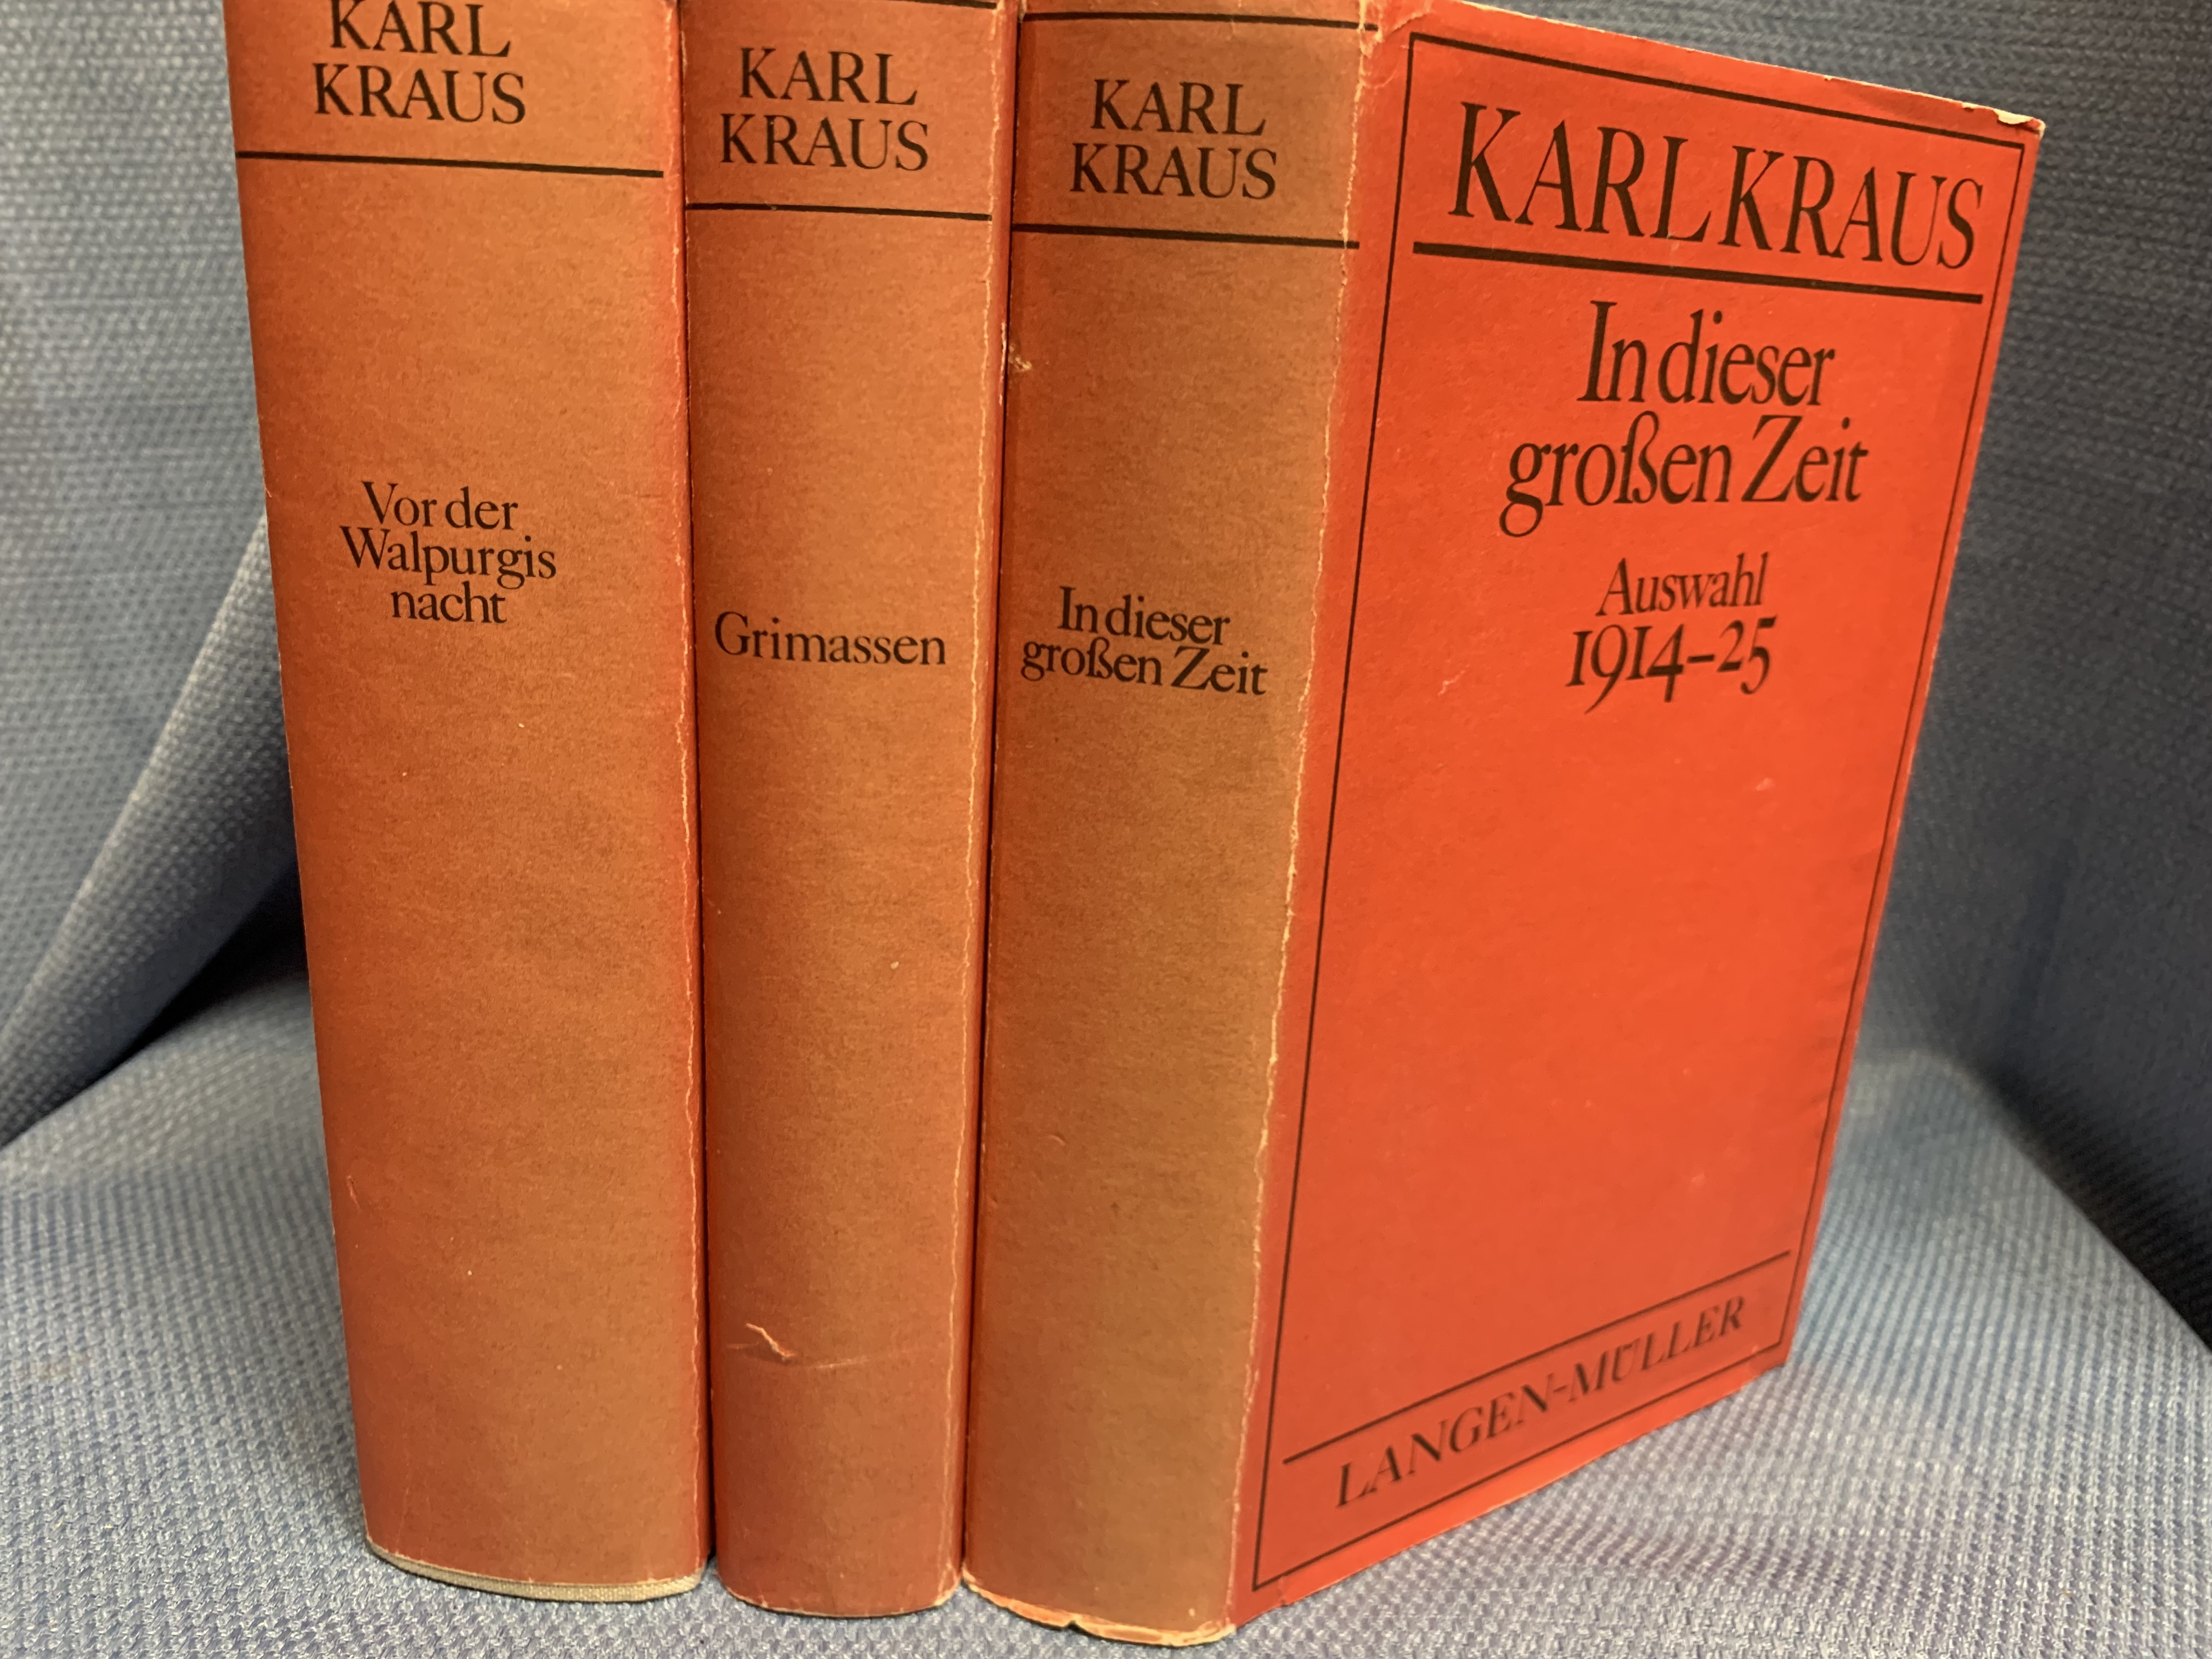 KARL
KRAUS
Vor der
Walpurgis
nacht
KARL
KRAUS
Grimassen
KARL
KRAUS
In dieser
großen Zeit
KARL KRAUS
In dieser
großen Zeit
Auswahl
1914–25
LANGEN-MÜLLER